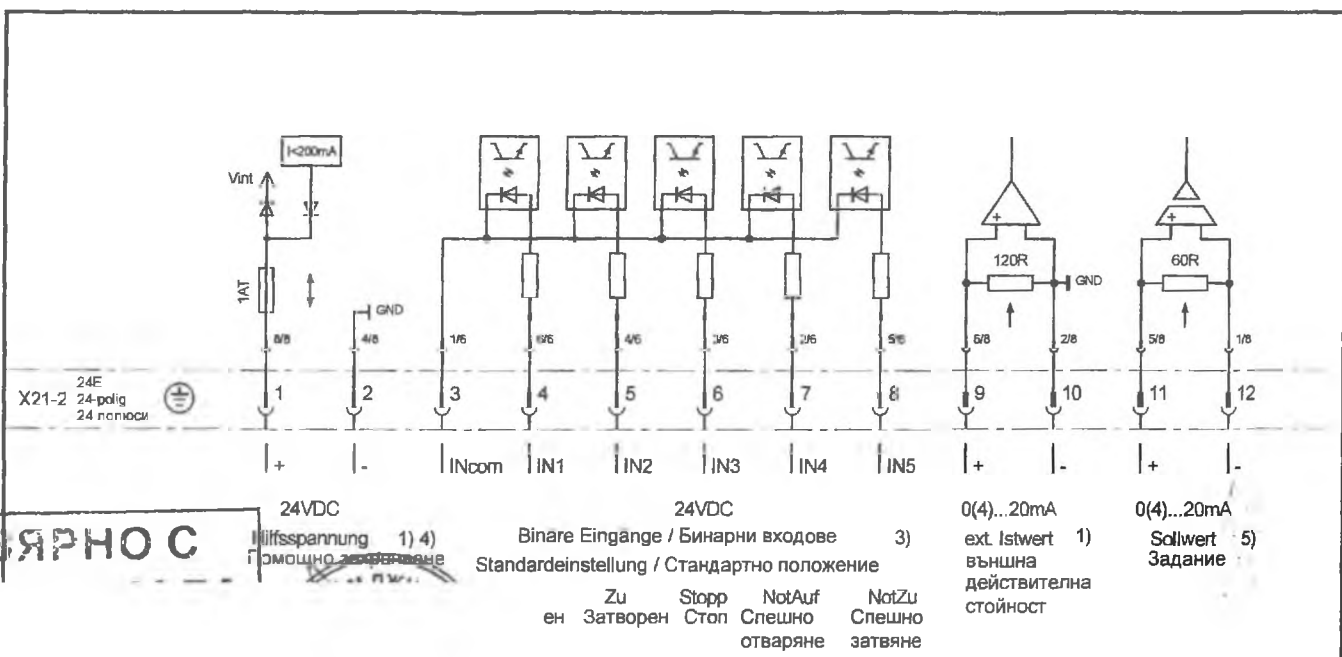 I<200mA
Vint
1AT
GND
120R
GND
60R
8/8 4/8 1/6 6/6 4/6 3/6 2/6 5/6 6/8 2/8 5/8 1/8
X21-2
24E
24-polig
24 полюси
1 2 3 4 5 6 7 8 9 10 11 12
+ - INcom IN1 IN2 IN3 IN4 IN5 + - + -
24VDC 24VDC 0(4)...20mA 0(4)...20mA
Hilfsspannung 1) 4)
Binare Eingänge / Бинарни входове 3)
ext. Istwert 1)
външна
действителна
стойност
Sollwert 5)
Задание
ЯРНО С
Standardeinstellung / Стандартно положение
Zu Stopp NotAuf NotZu
ен Затворен Стоп Спешно Спешно
отваряне затвяне